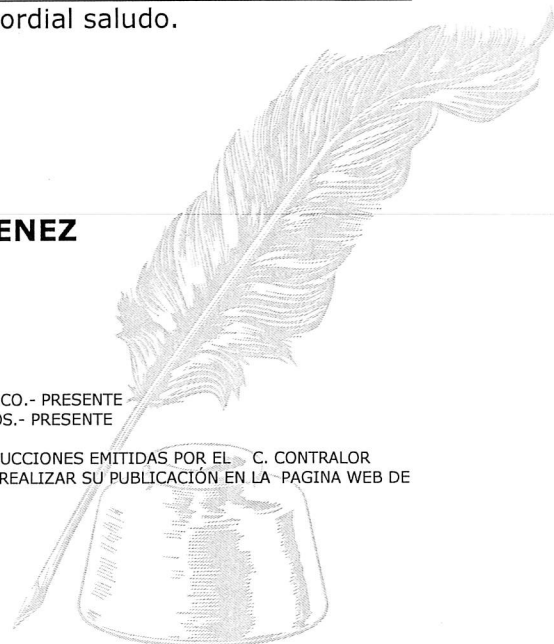 ordial saludo.
ENEZ
CO.- PRESENTE
OS.- PRESENTE
UCCIONES EMITIDAS POR EL C. CONTRALOR
REALIZAR SU PUBLICACIÓN EN LA PAGINA WEB DE